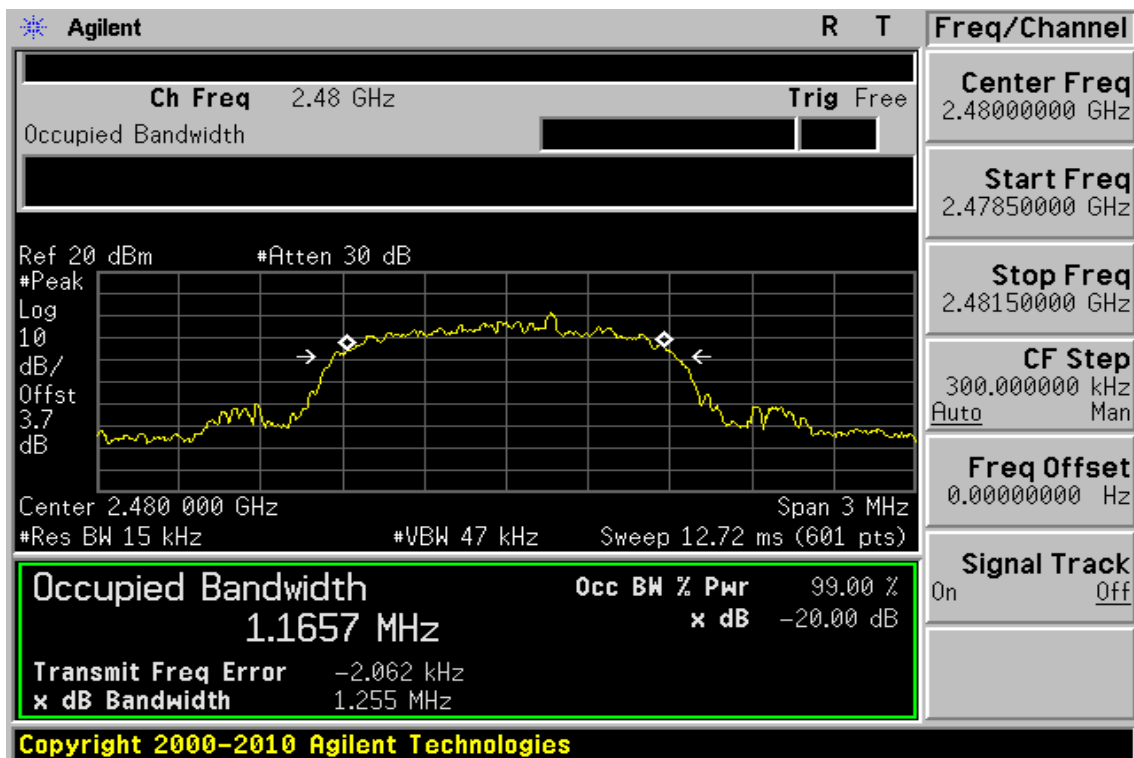 Agilent R T Freq/Channel
Ch Freq 2.48 GHz Trig Free
Occupied Bandwidth
Center Freq
2.48000000 GHz
Start Freq
2.47850000 GHz
Stop Freq
2.48150000 GHz
CF Step
300.000000 kHz
Auto Man
Freq Offset
0.00000000 Hz
Signal Track
On Off
Ref 20 dBm #Atten 30 dB
#Peak
Log
10
dB/
Offst
3.7
dB
Center 2.480 000 GHz Span 3 MHz
#Res BW 15 kHz #VBW 47 kHz Sweep 12.72 ms (601 pts)
Occupied Bandwidth Occ BW % Pwr 99.00 %
1.1657 MHz x dB -20.00 dB
Transmit Freq Error -2.062 kHz
x dB Bandwidth 1.255 MHz
Copyright 2000-2010 Agilent Technologies